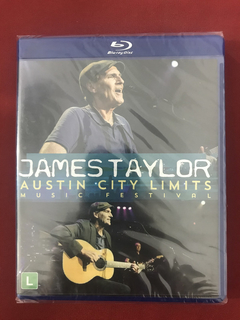 Blu-ray Disc
JAMES TAYLOR
AUSTIN CITY LIMITS
MUSIC FESTIVAL
L